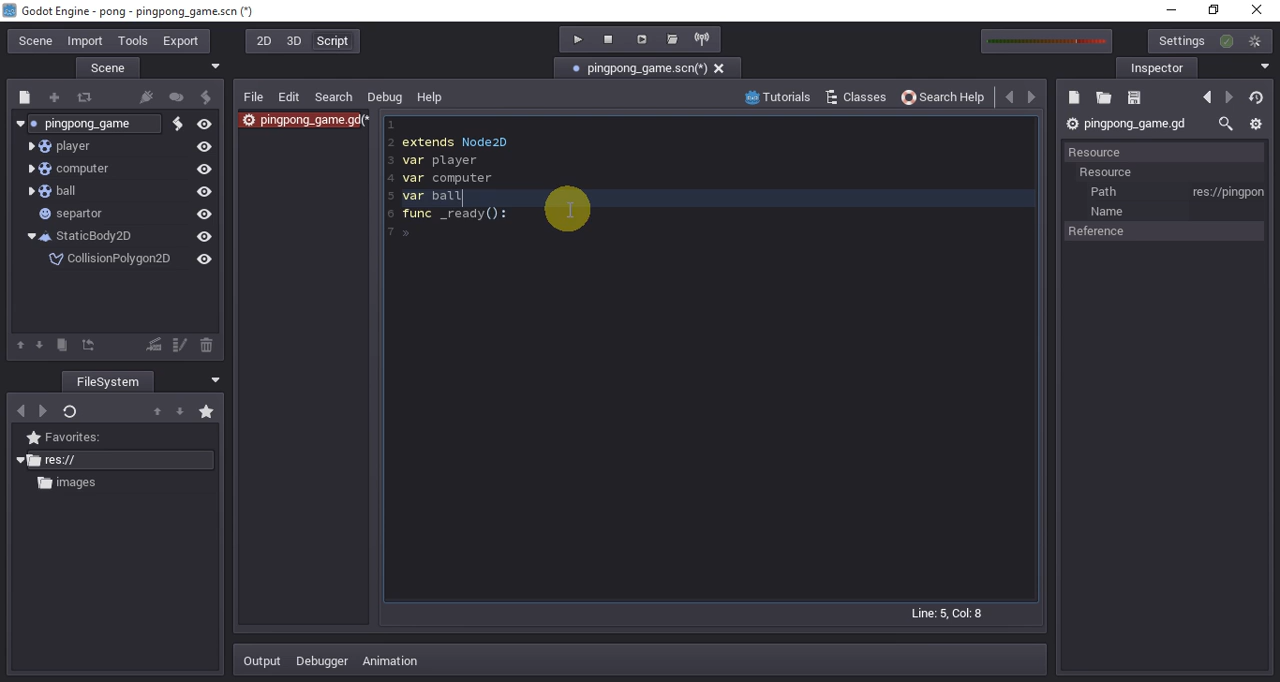 Godot Engine - pong - pingpong_game.scn (*)
Scene Import Tools Export
2D 3D Script
Settings
Scene
pingpong_game.scn(*)
Inspector
File Edit Search Debug Help
Tutorials Classes Search Help
pingpong_game
player
computer
ball
separtor
StaticBody2D
CollisionPolygon2D
pingpong_game.gd(*
1
2 extends Node2D
3 var player
4 var computer
5 var ball
6 func _ready():
7 »
Line: 5, Col: 8
pingpong_game.gd
Resource
Resource
Path res://pingpon
Name
Reference
FileSystem
Favorites:
res://
images
Output Debugger Animation